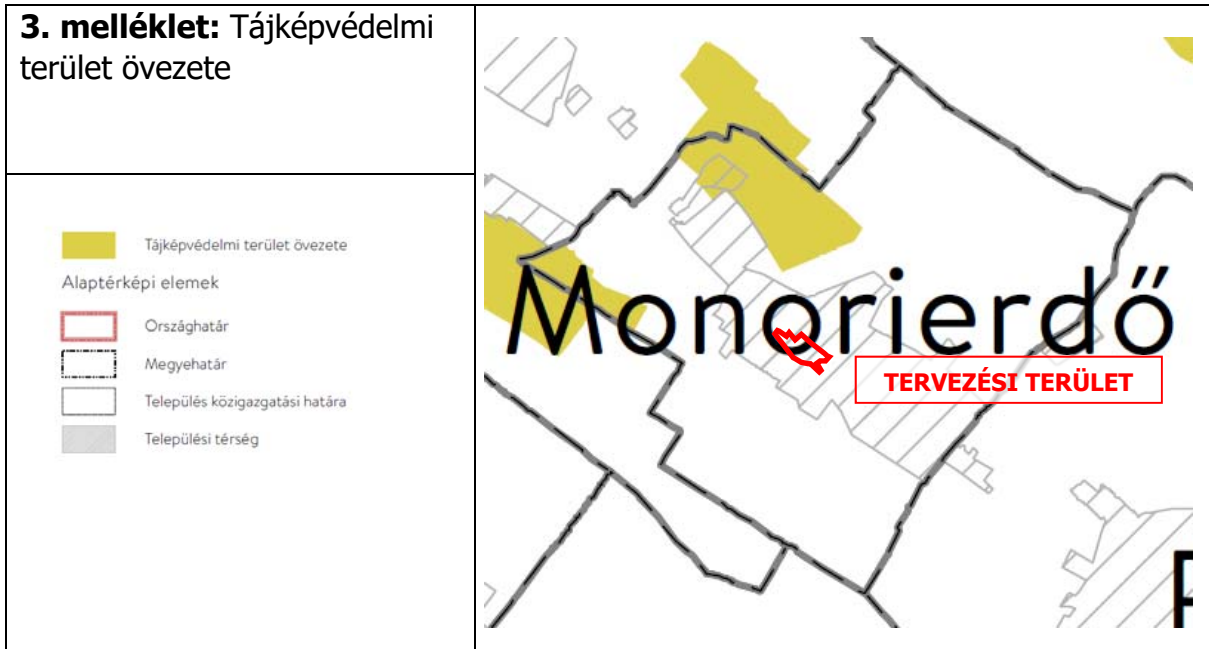 3. melléklet: Tájképvédelmi
terület övezete
Tájképvédelmi terület övezete
Alaptérképi elemek
Országhatár
Megyehatár
Település közigazgatási határa
Települési térség
Monorierdő
TERVEZÉSI TERÜLET